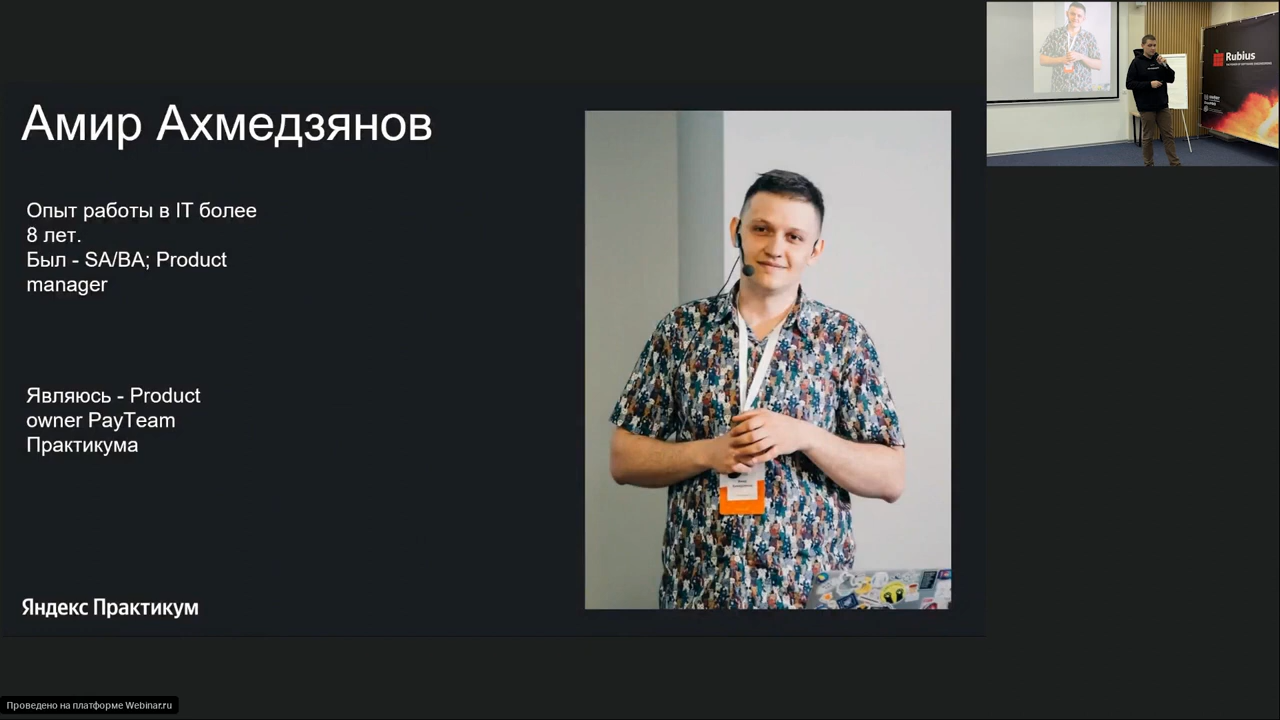 Амир Ахмедзянов
Опыт работы в IT более
8 лет.
Был - SA/BA; Product
manager
Являюсь - Product
owner PayTeam
Практикума
Яндекс Практикум
Rubius
Проведено на платформе Webinar.ru